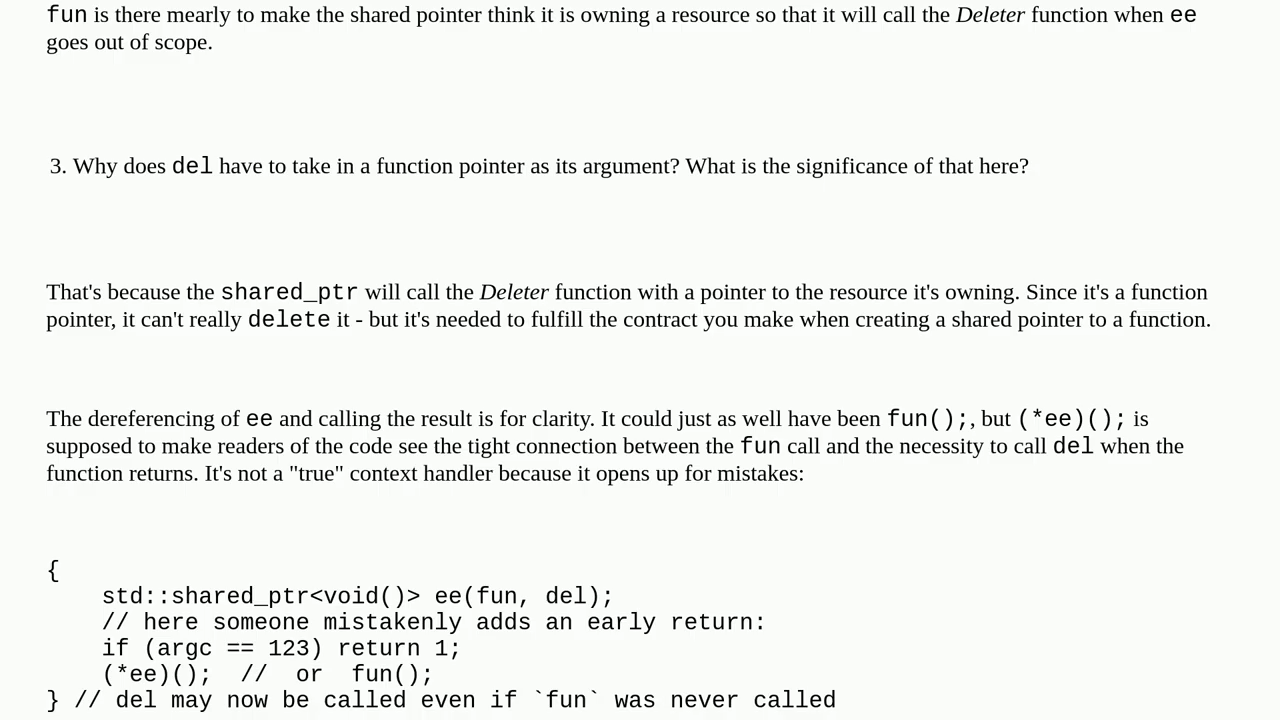 fun is there mearly to make the shared pointer think it is owning a resource so that it will call the Deleter function when ee
goes out of scope.
3. Why does del have to take in a function pointer as its argument? What is the significance of that here?
That's because the shared_ptr will call the Deleter function with a pointer to the resource it's owning. Since it's a function
pointer, it can't really delete it - but it's needed to fulfill the contract you make when creating a shared pointer to a function.
The dereferencing of ee and calling the result is for clarity. It could just as well have been fun();, but (*ee)(); is
supposed to make readers of the code see the tight connection between the fun call and the necessity to call del when the
function returns. It's not a "true" context handler because it opens up for mistakes:
{
    std::shared_ptr<void()> ee(fun, del);
    // here someone mistakenly adds an early return:
    if (argc == 123) return 1;
    (*ee)();  //  or  fun();
} // del may now be called even if `fun` was never called